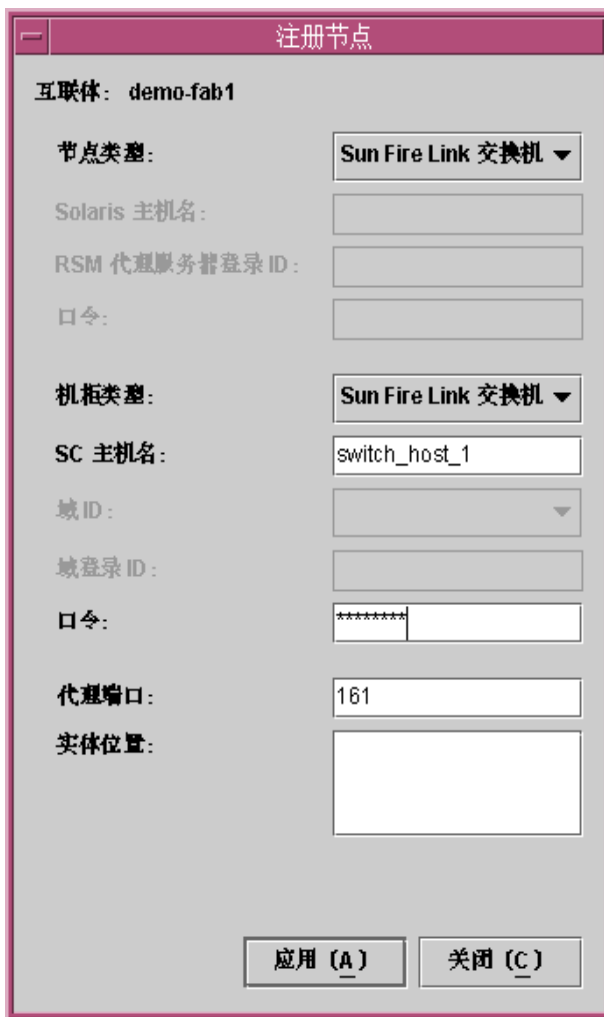 注册节点
互联体: demo-fab1
节点类型: Sun Fire Link 交换机
Solaris 主机名:
RSM 代理服务器登录 ID:
口令:
机柜类型: Sun Fire Link 交换机
SC 主机名: switch_host_1
域 ID:
域登录 ID:
口令: ********
代理端口: 161
实体位置:
应用 (A) 关闭 (C)